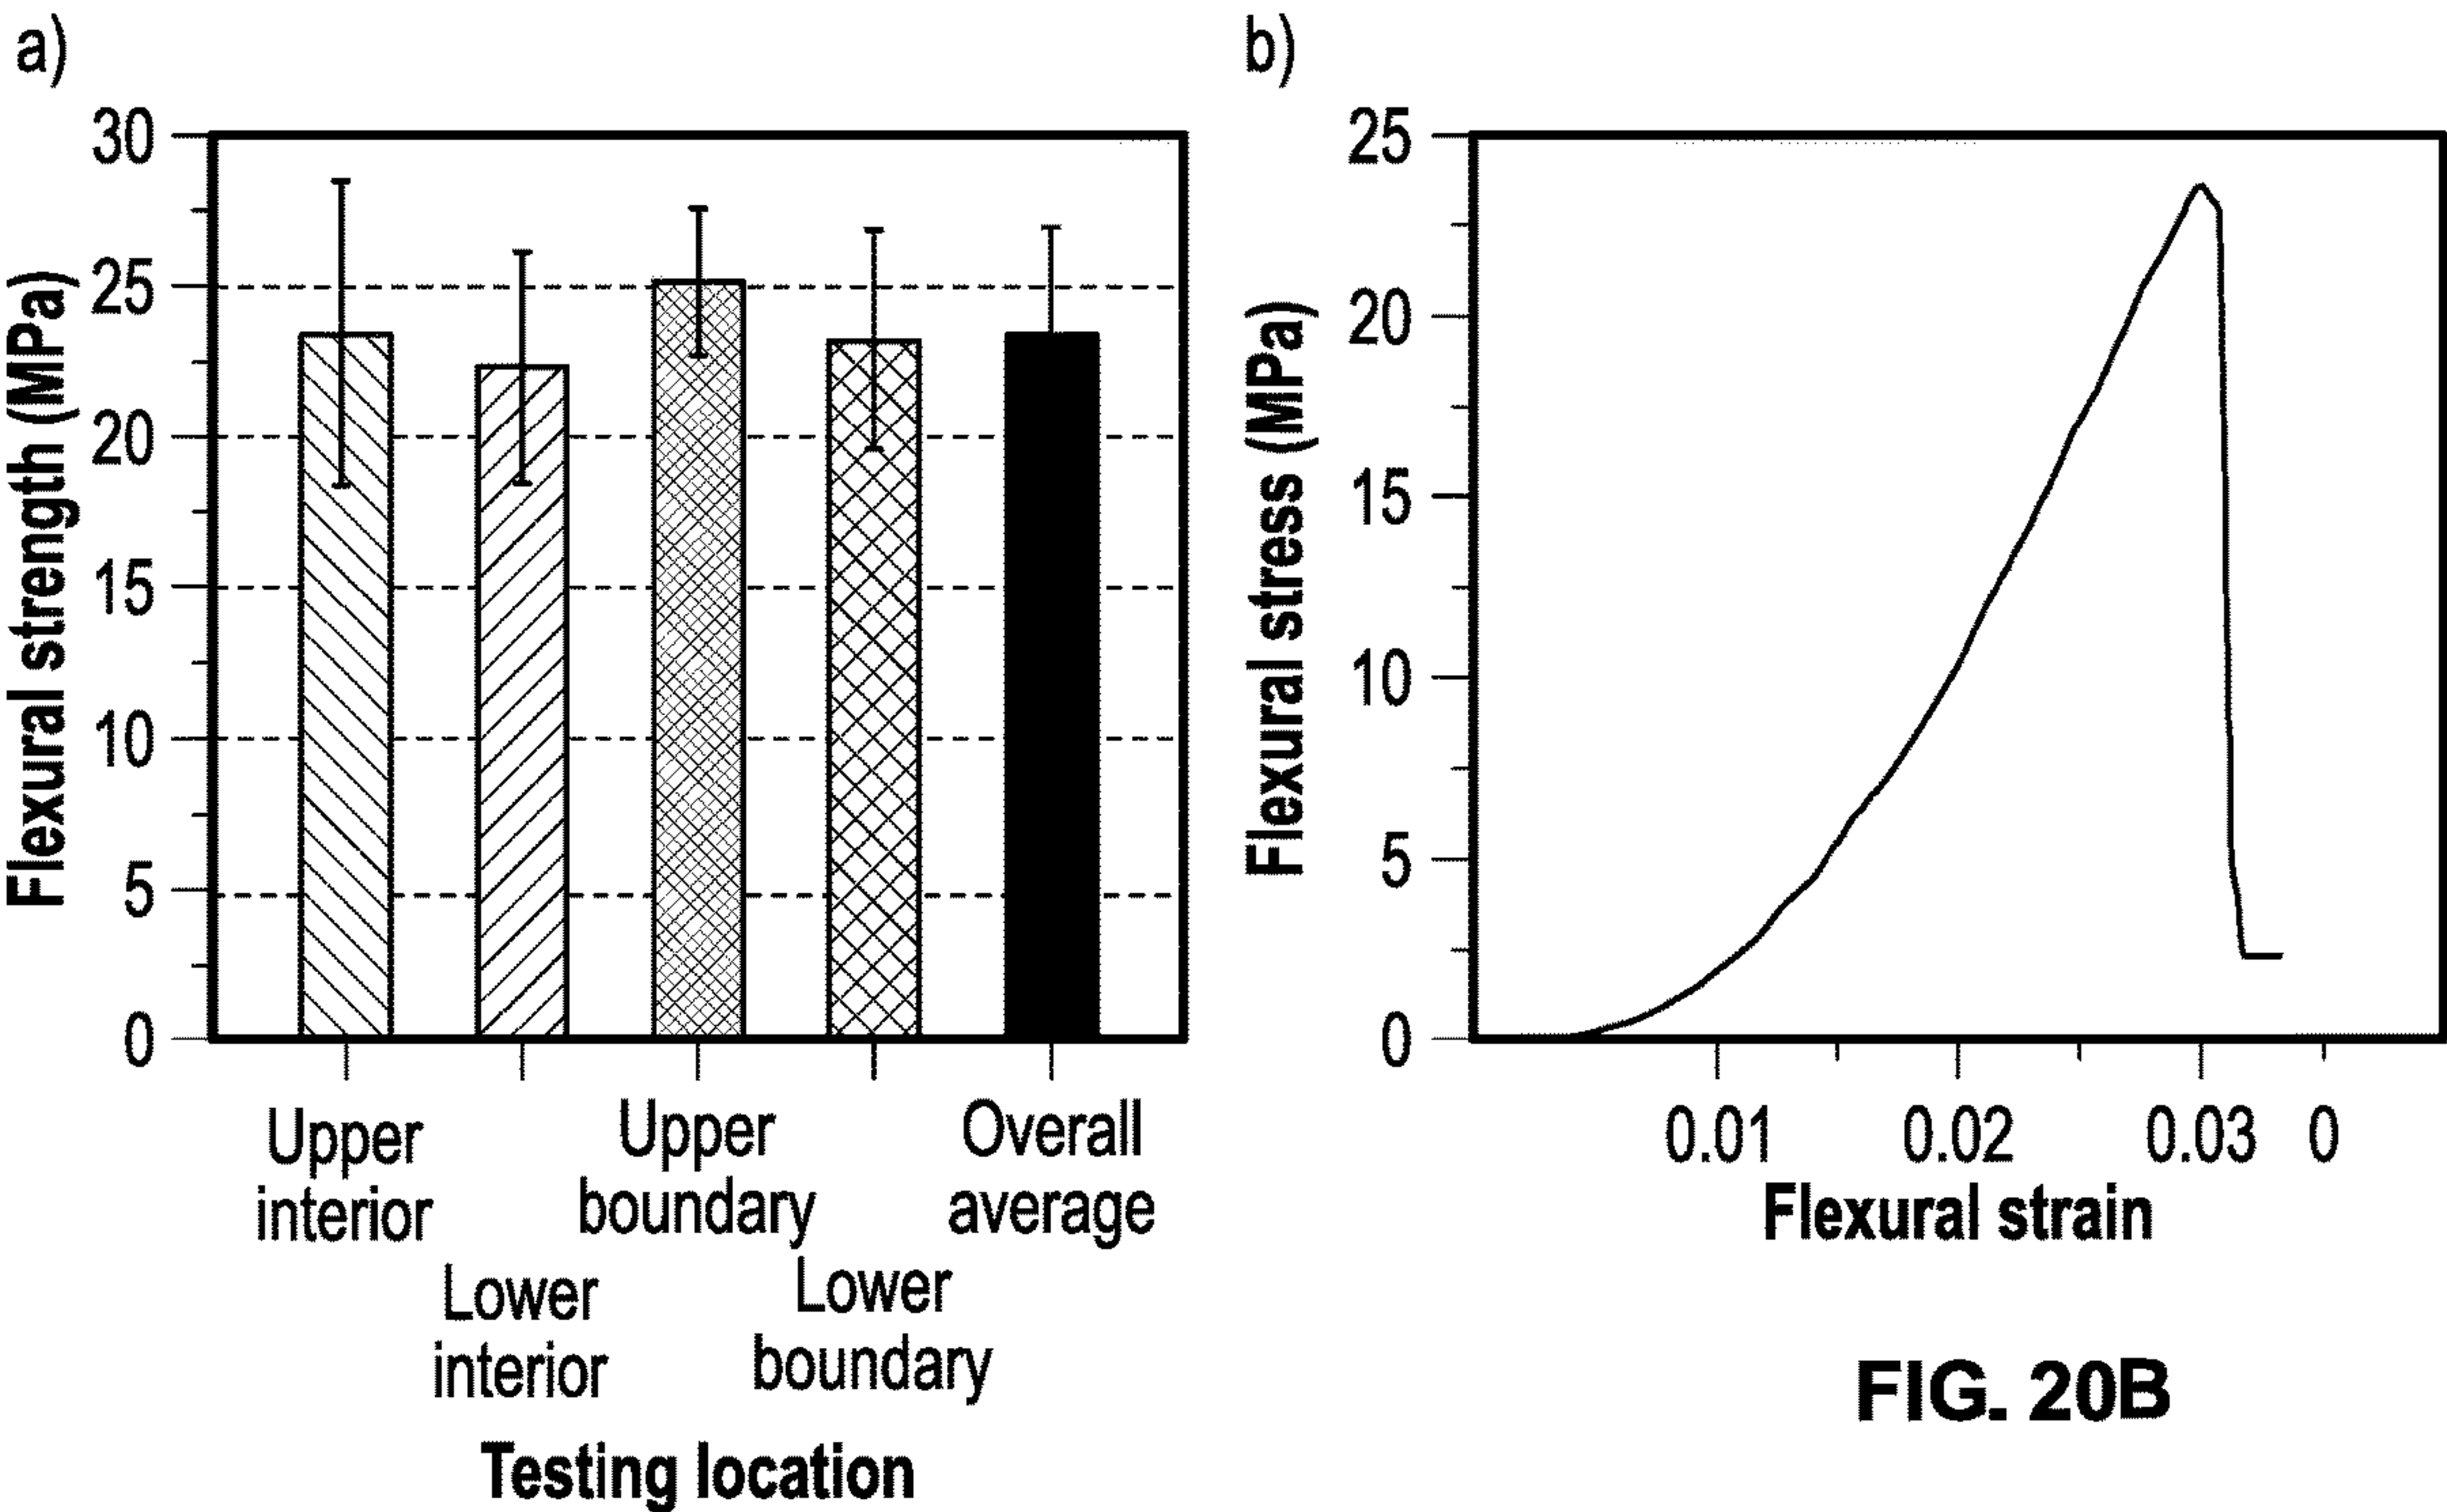 a)
Flexural strength (MPa)
30
25
20
15
10
5
0
Upper
interior
Lower
interior
Upper
boundary
Lower
boundary
Overall
average
Testing location
b)
Flexural stress (MPa)
25
20
15
10
5
0
0.01 0.02 0.03 0
Flexural strain
FIG. 20B